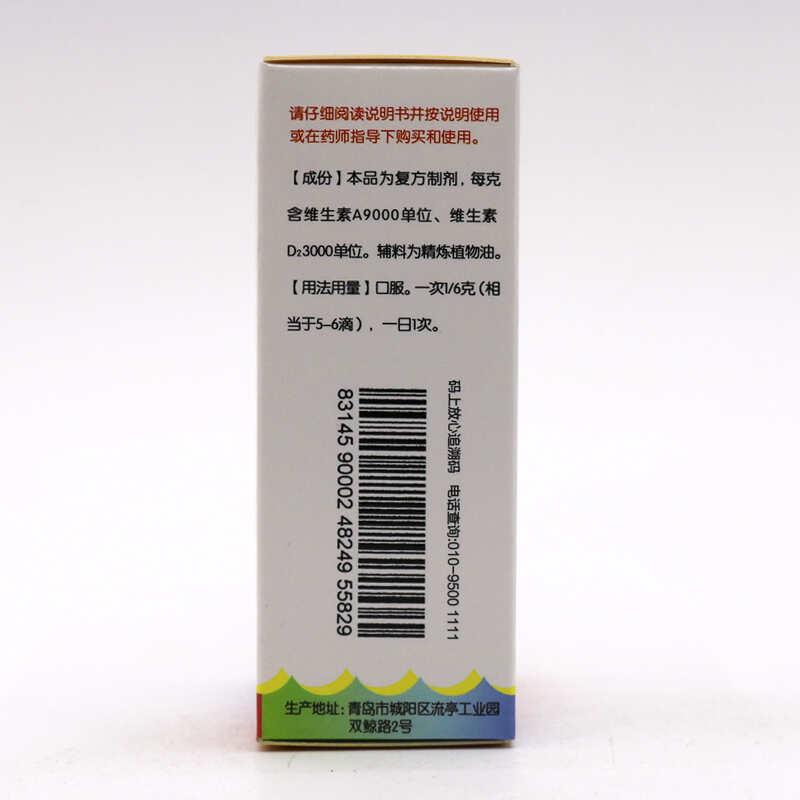 请仔细阅读说明书并按说明使用
或在药师指导下购买和使用。
【成份】本品为复方制剂，每克
含维生素A9000单位、维生素
D₂3000单位。辅料为精炼植物油。
【用法用量】口服。一次1/6克（相
当于5-6滴），一日1次。
码上放心追溯码 电话查询:010-9500 1111
83145 90002 48249 55829
生产地址: 青岛市城阳区流亭工业园
双鲸路2号